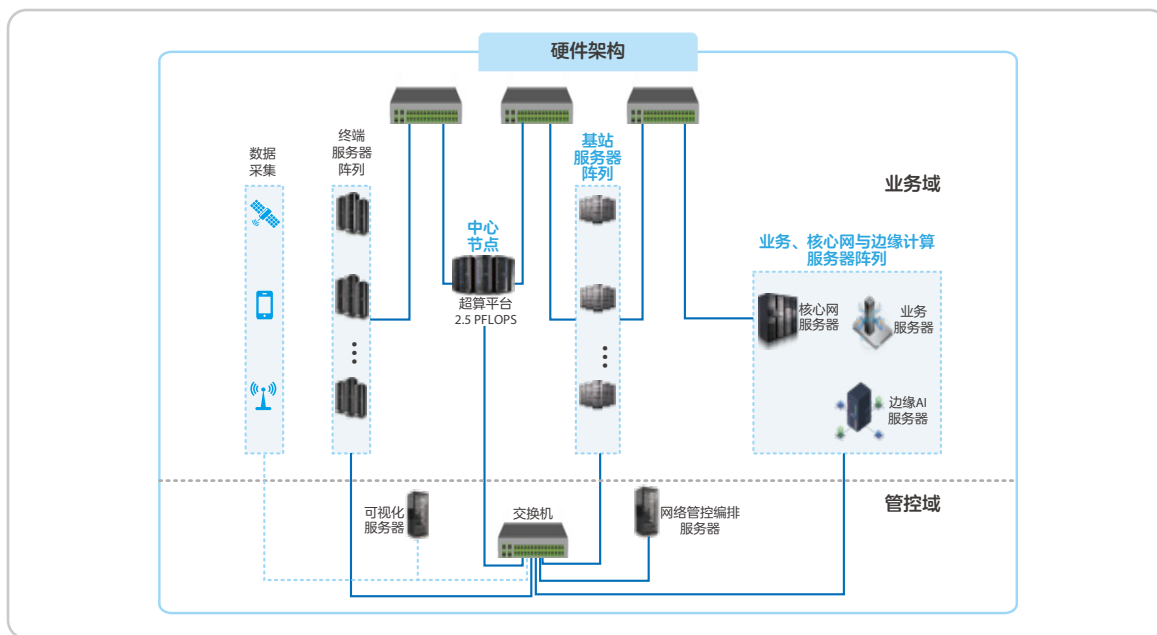 硬件架构
数据
采集
终端
服务器
阵列
基站
服务器
阵列
业务域
中心
节点
超算平台
2.5 PFLOPS
业务、核心网与边缘计算
服务器阵列
核心网
服务器
业务
服务器
边缘AI
服务器
管控域
可视化
服务器
交换机
网络管控编排
服务器